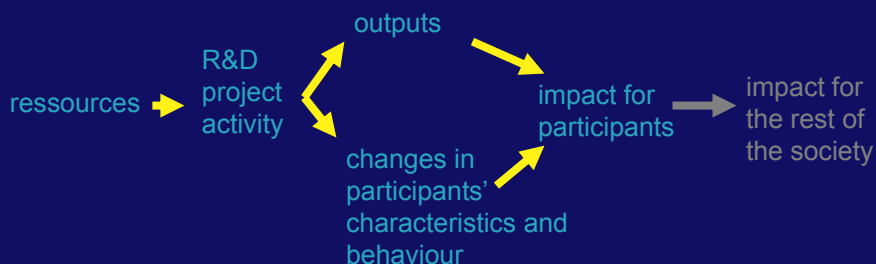 outputs
ressources
R&D
project
activity
changes in
participants'
characteristics and
behaviour
impact for
participants
impact for
the rest of
the society